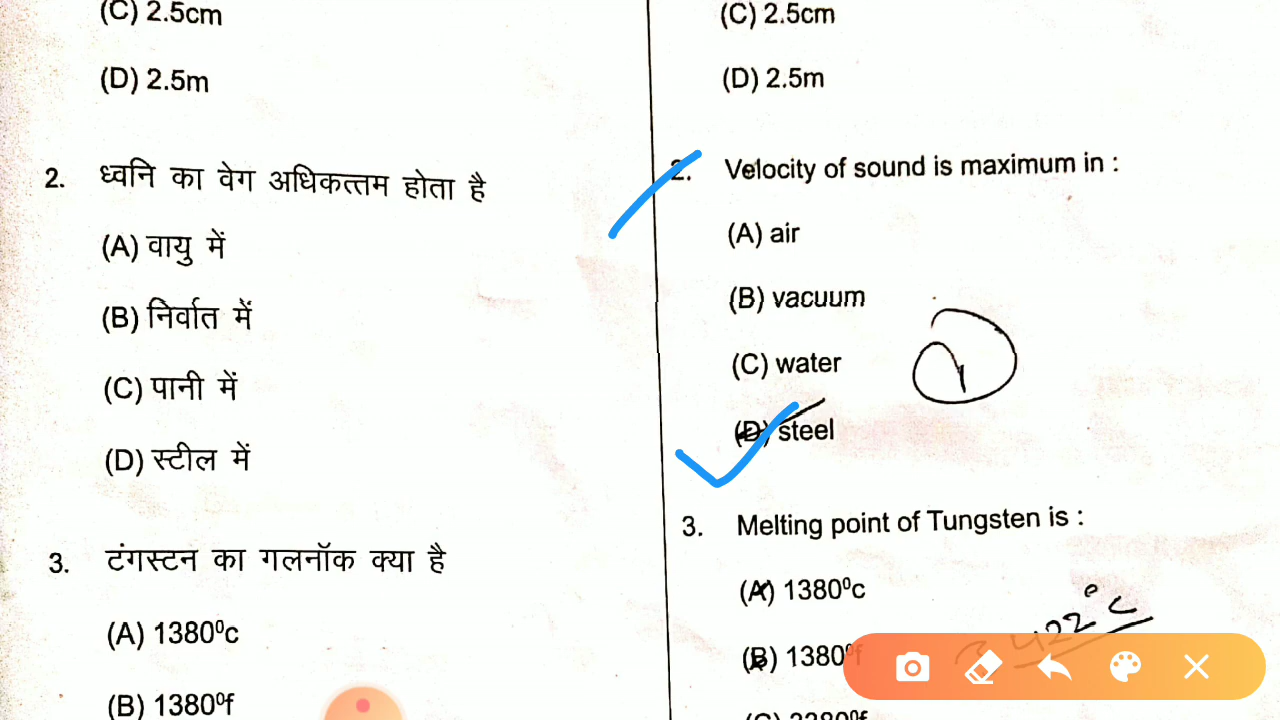 (C) 2.5cm
(D) 2.5m
2. ध्वनि का वेग अधिकत्तम होता है
(A) वायु में
(B) निर्वात में
(C) पानी में
(D) स्टील में
3. टंगस्टन का गलनॉक क्या है
(A) 1380⁰c
(B) 1380⁰f
(C) 2.5cm
(D) 2.5m
2. Velocity of sound is maximum in :
(A) air
(B) vacuum
(C) water
(D) steel
3. Melting point of Tungsten is :
(A) 1380⁰c
(B) 1380⁰f